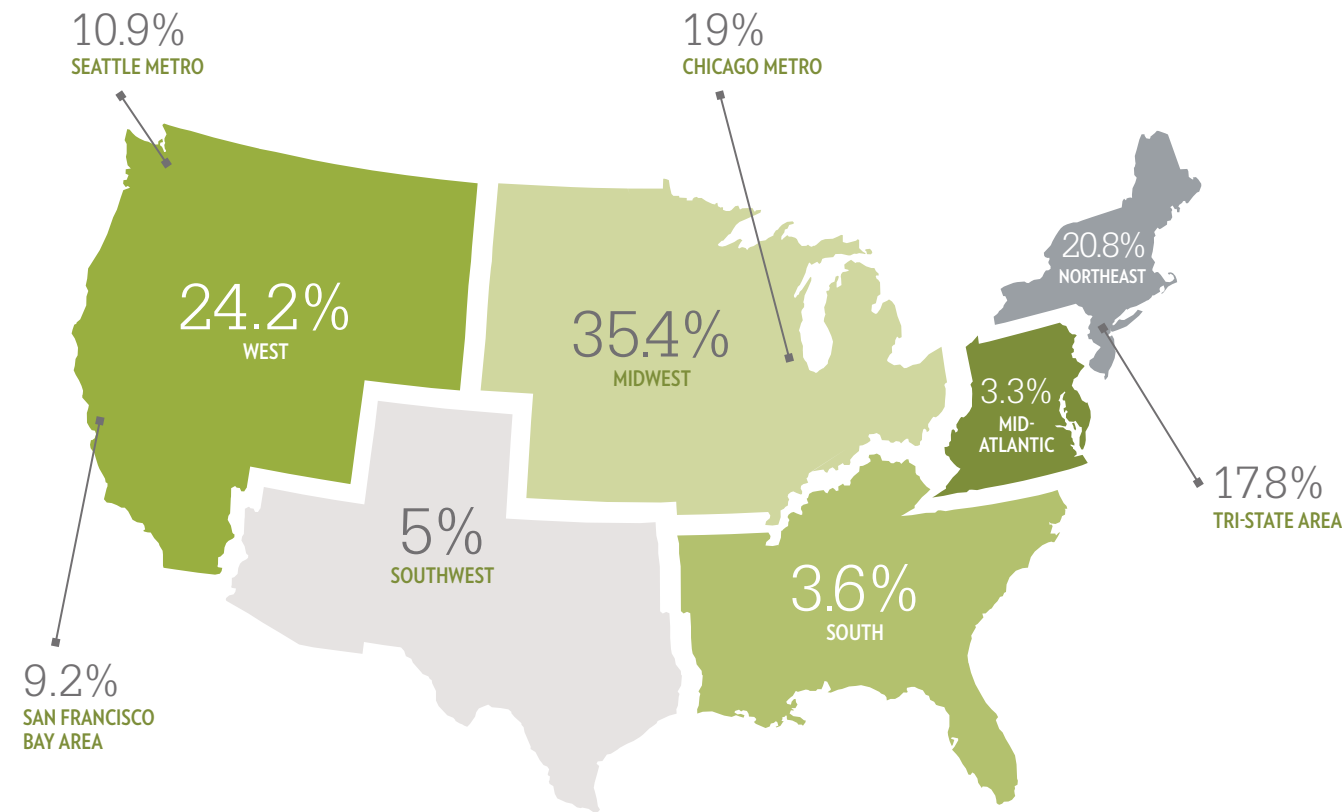 10.9%
SEATTLE METRO
19%
CHICAGO METRO
20.8%
NORTHEAST
24.2%
WEST
35.4%
MIDWEST
3.3%
MID-
ATLANTIC
17.8%
TRI-STATE AREA
5%
SOUTHWEST
3.6%
SOUTH
9.2%
SAN FRANCISCO
BAY AREA